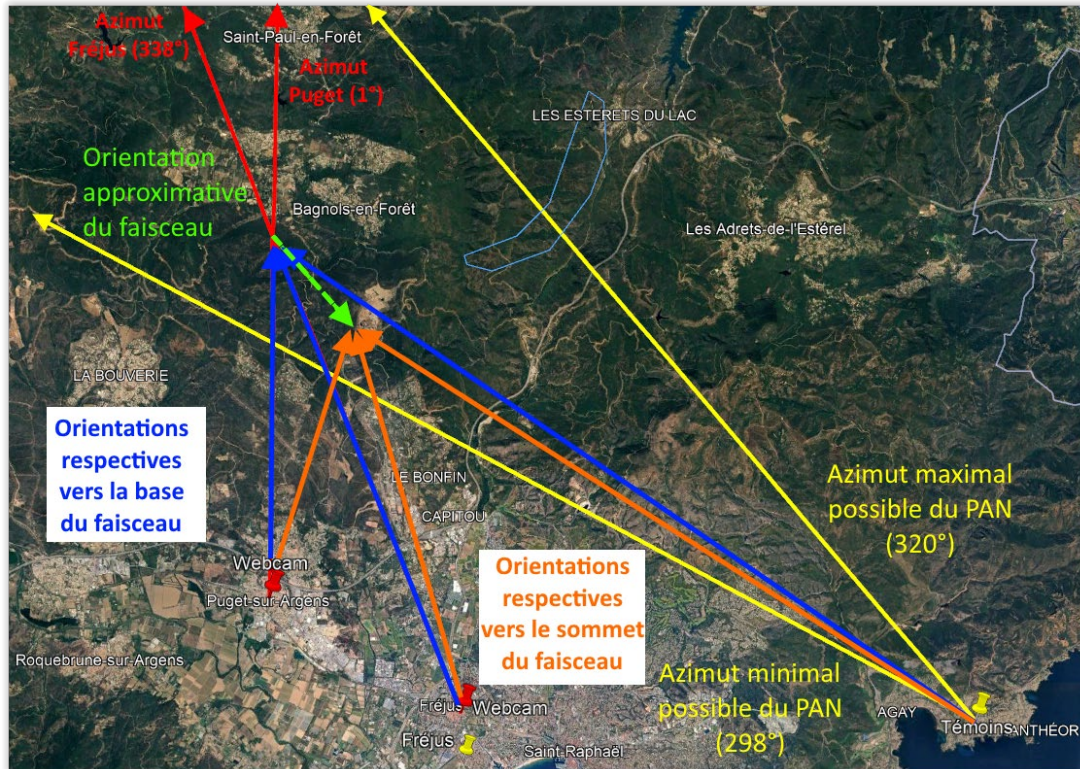 Azimut
Fréjus (338°)
Saint-Paul-en-Forêt
Azimut
Puget (1°)
LES ESTERETS DU LAC
Orientation
approximative
du faisceau
Bagnols-en-Forêt
Les Adrets-de-l'Estérel
LA BOUVERIE
Orientations
respectives
vers la base
du faisceau
LE BONFIN
CAPITOU
Azimut maximal
possible du PAN
(320°)
Webcam
Puget-sur-Argens
Orientations
respectives
vers le sommet
du faisceau
Roquebrune-sur-Argens
Azimut minimal
possible du PAN
(298°)
Fréjus
Webcam
AGAY
Témoins
ANTHÉOR
Fréjus
Saint-Raphaël